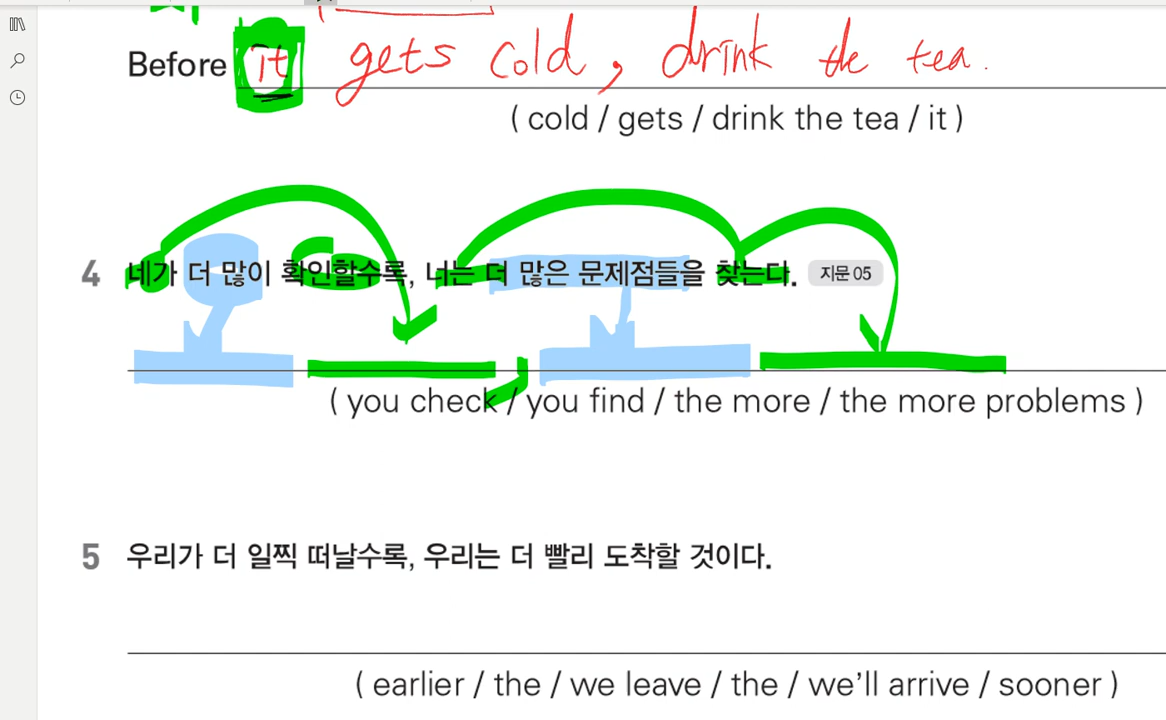 Before it gets cold, drink the tea.
( cold / gets / drink the tea / it )
4 네가 더 많이 확인할수록, 너는 더 많은 문제점들을 찾는다. 지문 05
( you check / you find / the more / the more problems )
5 우리가 더 일찍 떠날수록, 우리는 더 빨리 도착할 것이다.
( earlier / the / we leave / the / we’ll arrive / sooner )